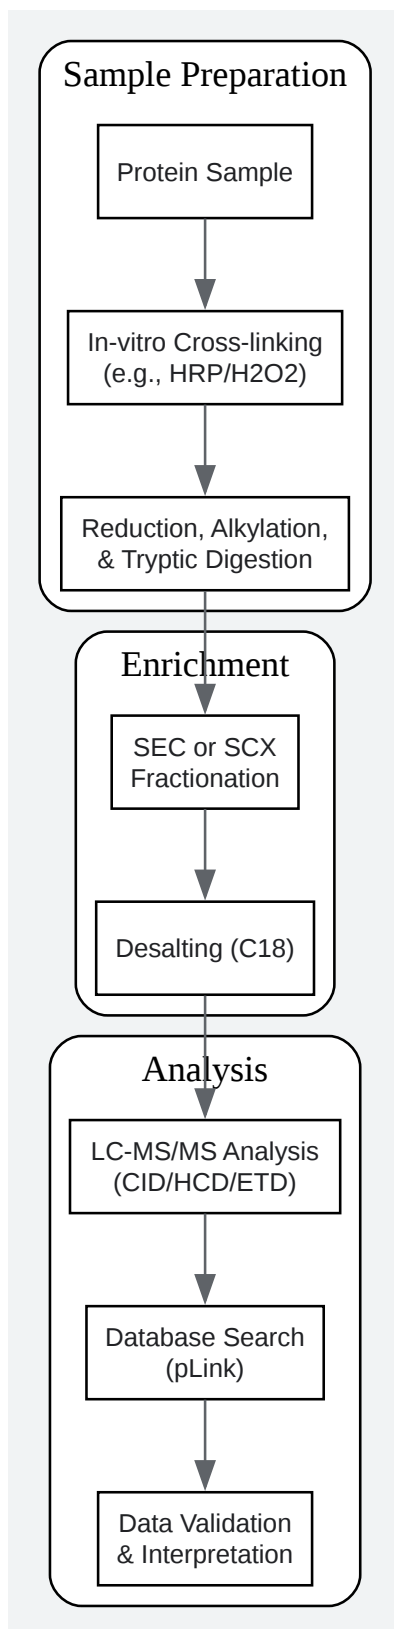 Sample Preparation
Protein Sample
In-vitro Cross-linking
(e.g., HRP/H2O2)
Reduction, Alkylation,
& Tryptic Digestion
Enrichment
SEC or SCX
Fractionation
Desalting (C18)
Analysis
LC-MS/MS Analysis
(CID/HCD/ETD)
Database Search
(pLink)
Data Validation
& Interpretation